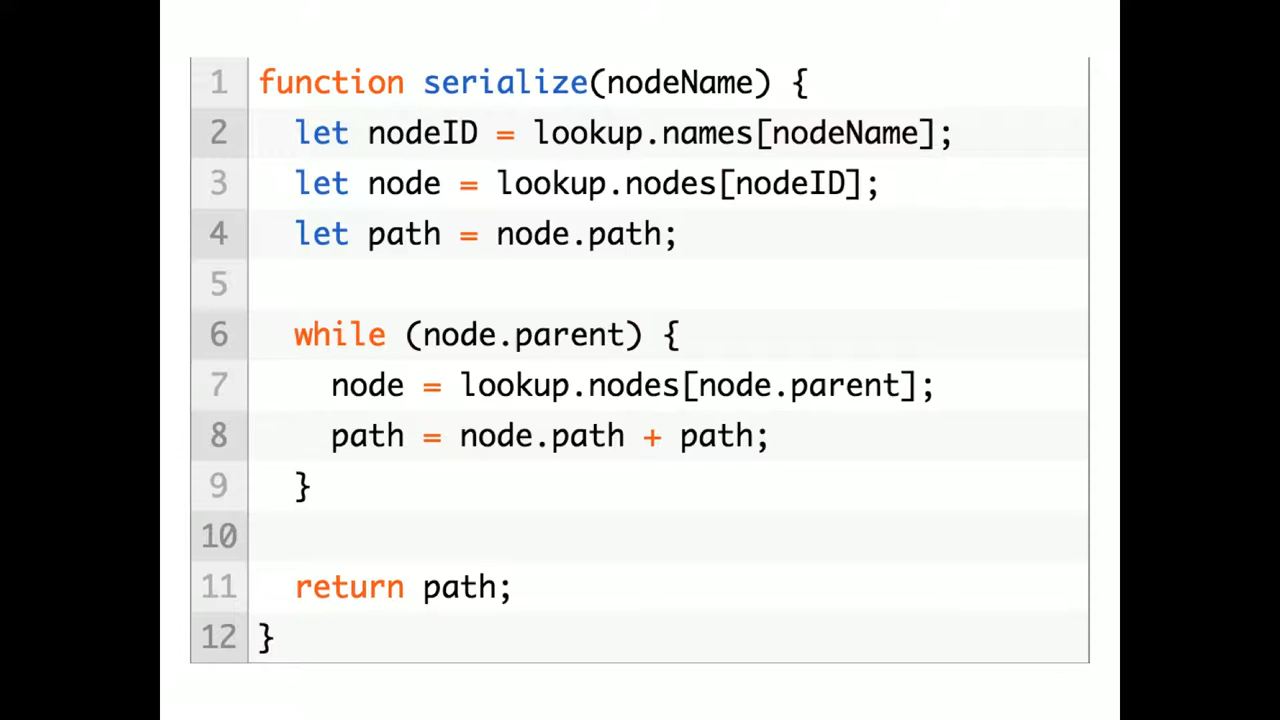 1 function serialize(nodeName) {
2 let nodeID = lookup.names[nodeName];
3 let node = lookup.nodes[nodeID];
4 let path = node.path;
5
6 while (node.parent) {
7 node = lookup.nodes[node.parent];
8 path = node.path + path;
9 }
10
11 return path;
12 }